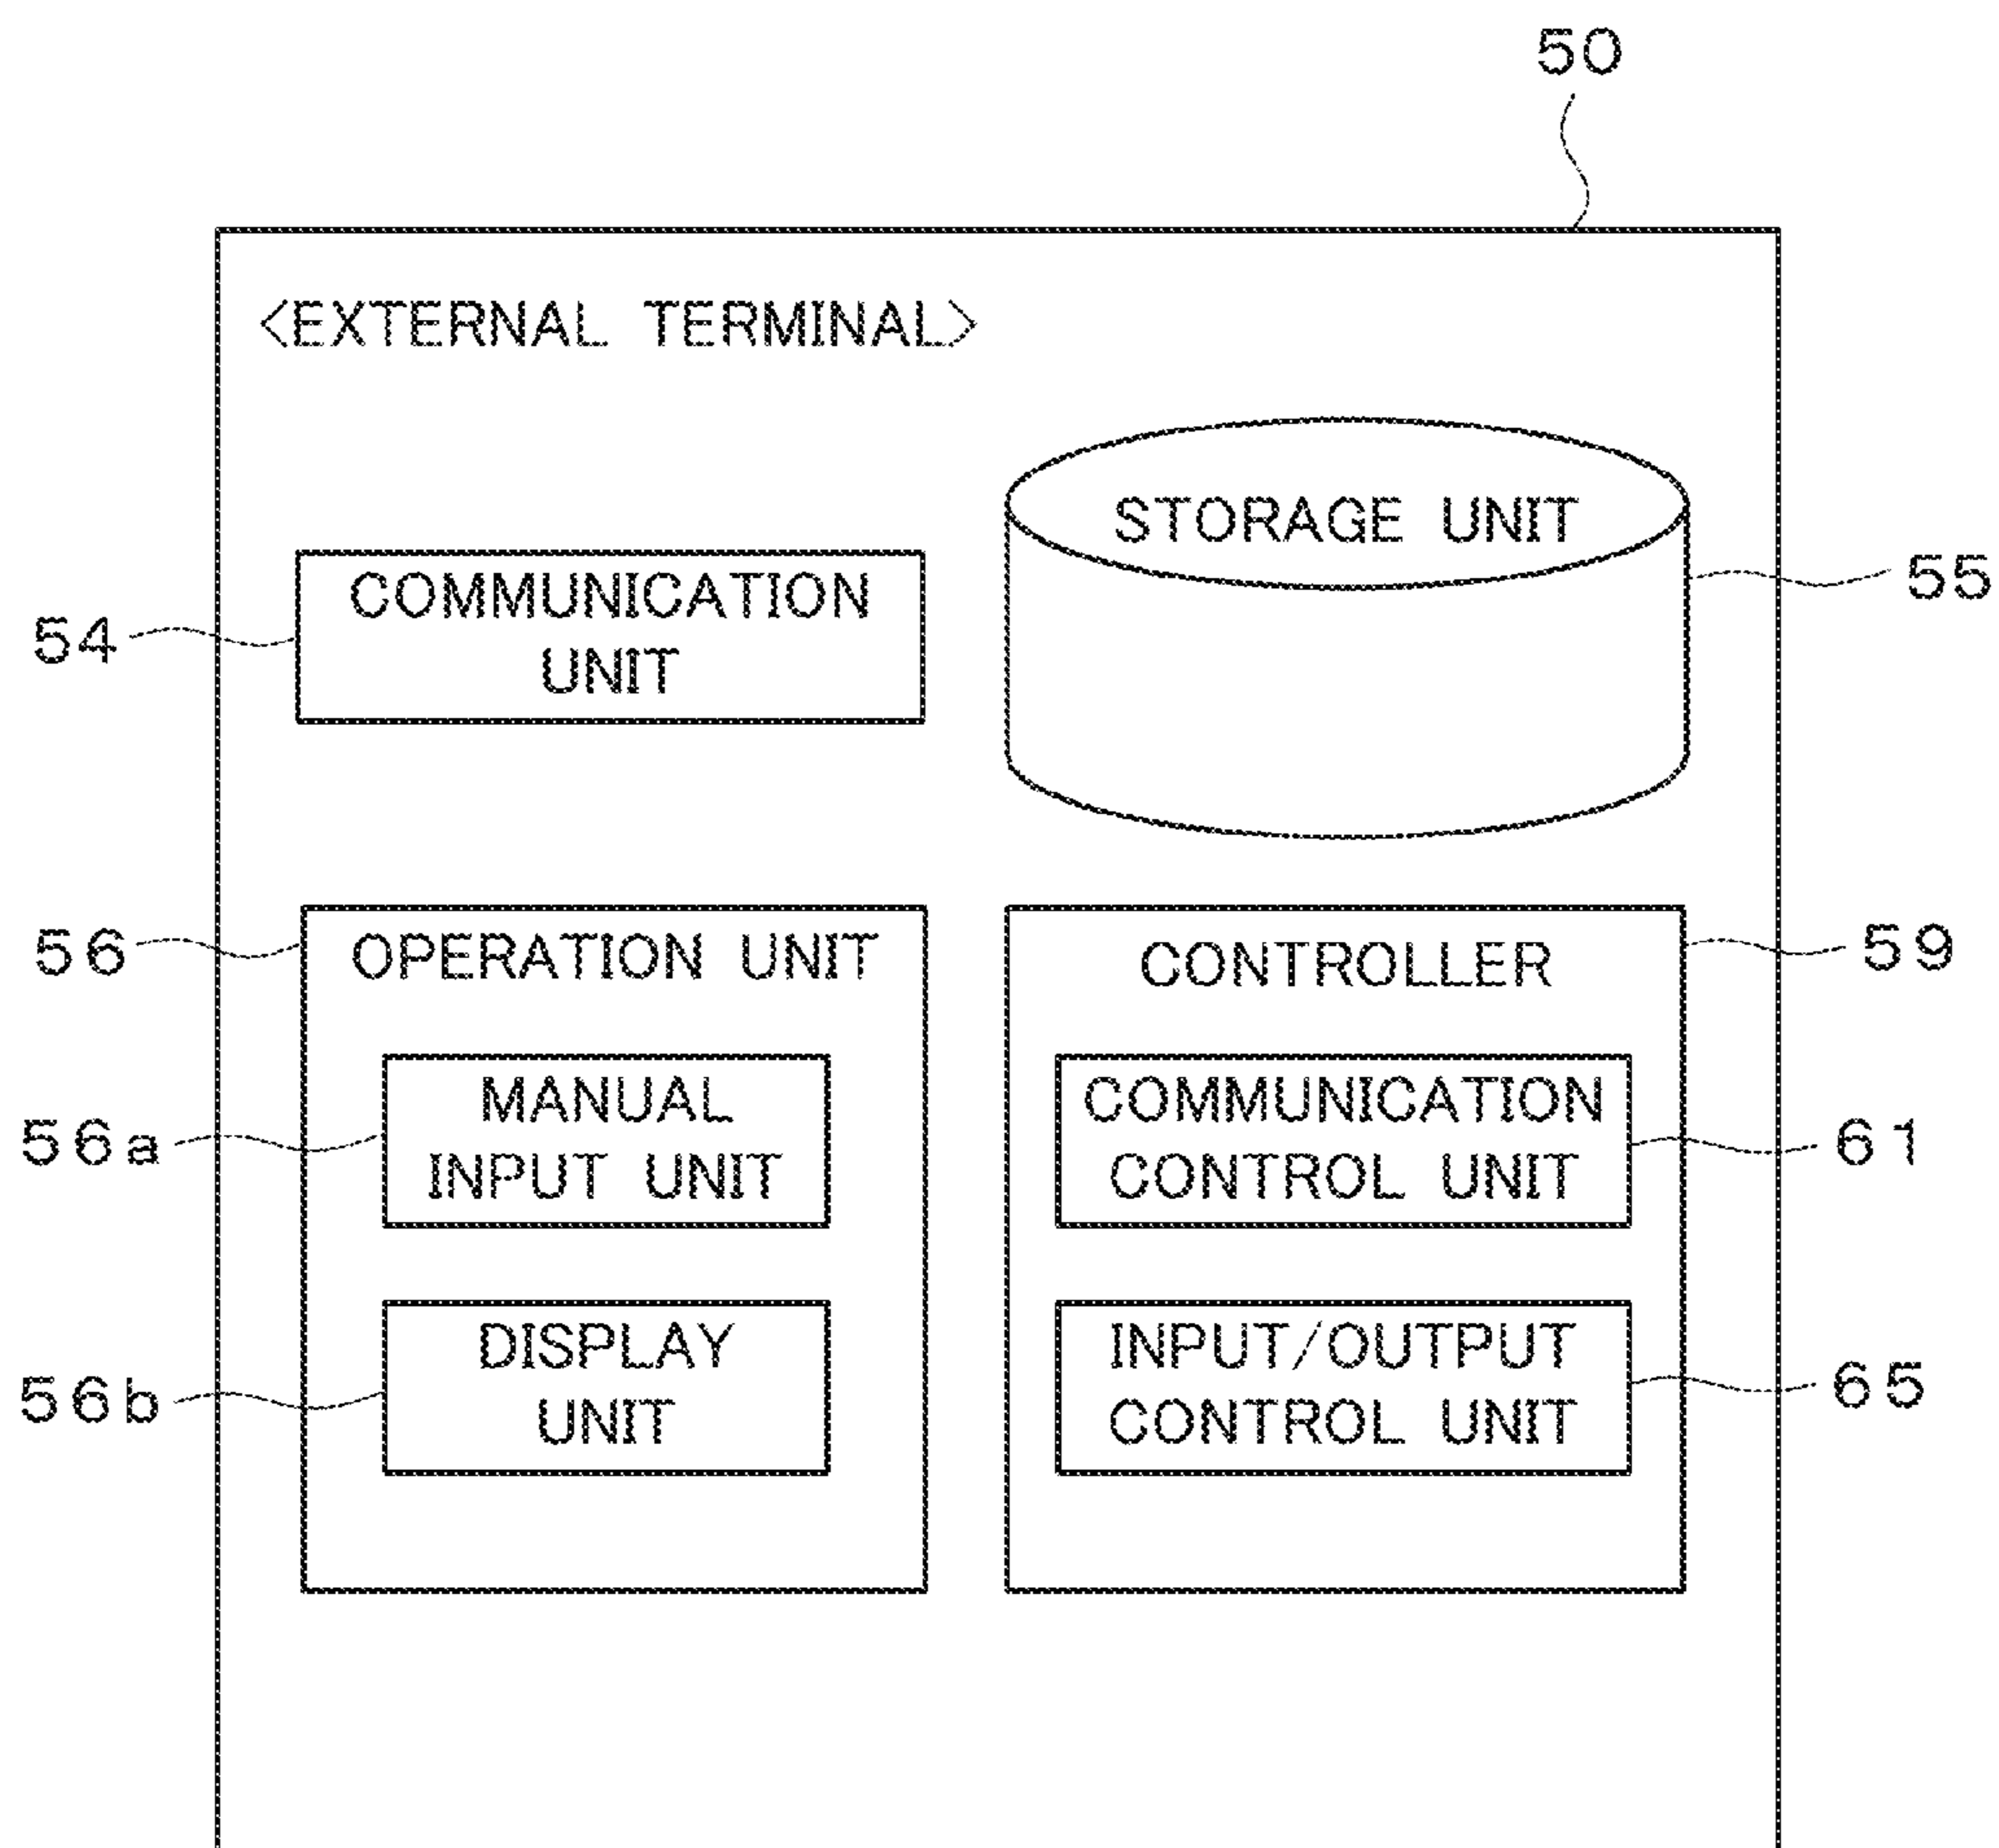 50
<EXTERNAL TERMINAL>
STORAGE UNIT
55
COMMUNICATION
UNIT
54
56
OPERATION UNIT
CONTROLLER
59
56a
MANUAL
INPUT UNIT
COMMUNICATION
CONTROL UNIT
61
56b
DISPLAY
UNIT
INPUT/OUTPUT
CONTROL UNIT
65